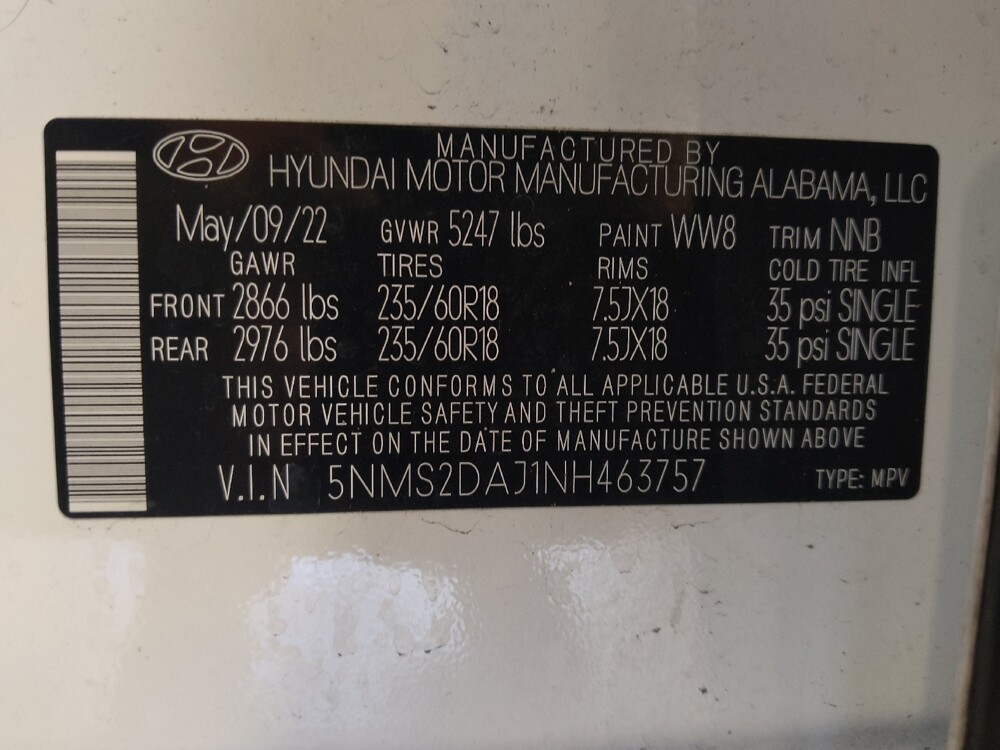 MANUFACTURED BY
HYUNDAI MOTOR MANUFACTURING ALABAMA, LLC
May/09/22 GVWR 5247 lbs PAINT WW8 TRIM NNB
GAWR TIRES RIMS COLD TIRE INFL
FRONT 2866 lbs 235/60R18 7.5JX18 35 psi SINGLE
REAR 2976 lbs 235/60R18 7.5JX18 35 psi SINGLE
THIS VEHICLE CONFORMS TO ALL APPLICABLE U.S.A. FEDERAL
MOTOR VEHICLE SAFETY AND THEFT PREVENTION STANDARDS
IN EFFECT ON THE DATE OF MANUFACTURE SHOWN ABOVE
V.I.N 5NMS2DAJ1NH463757 TYPE: MPV